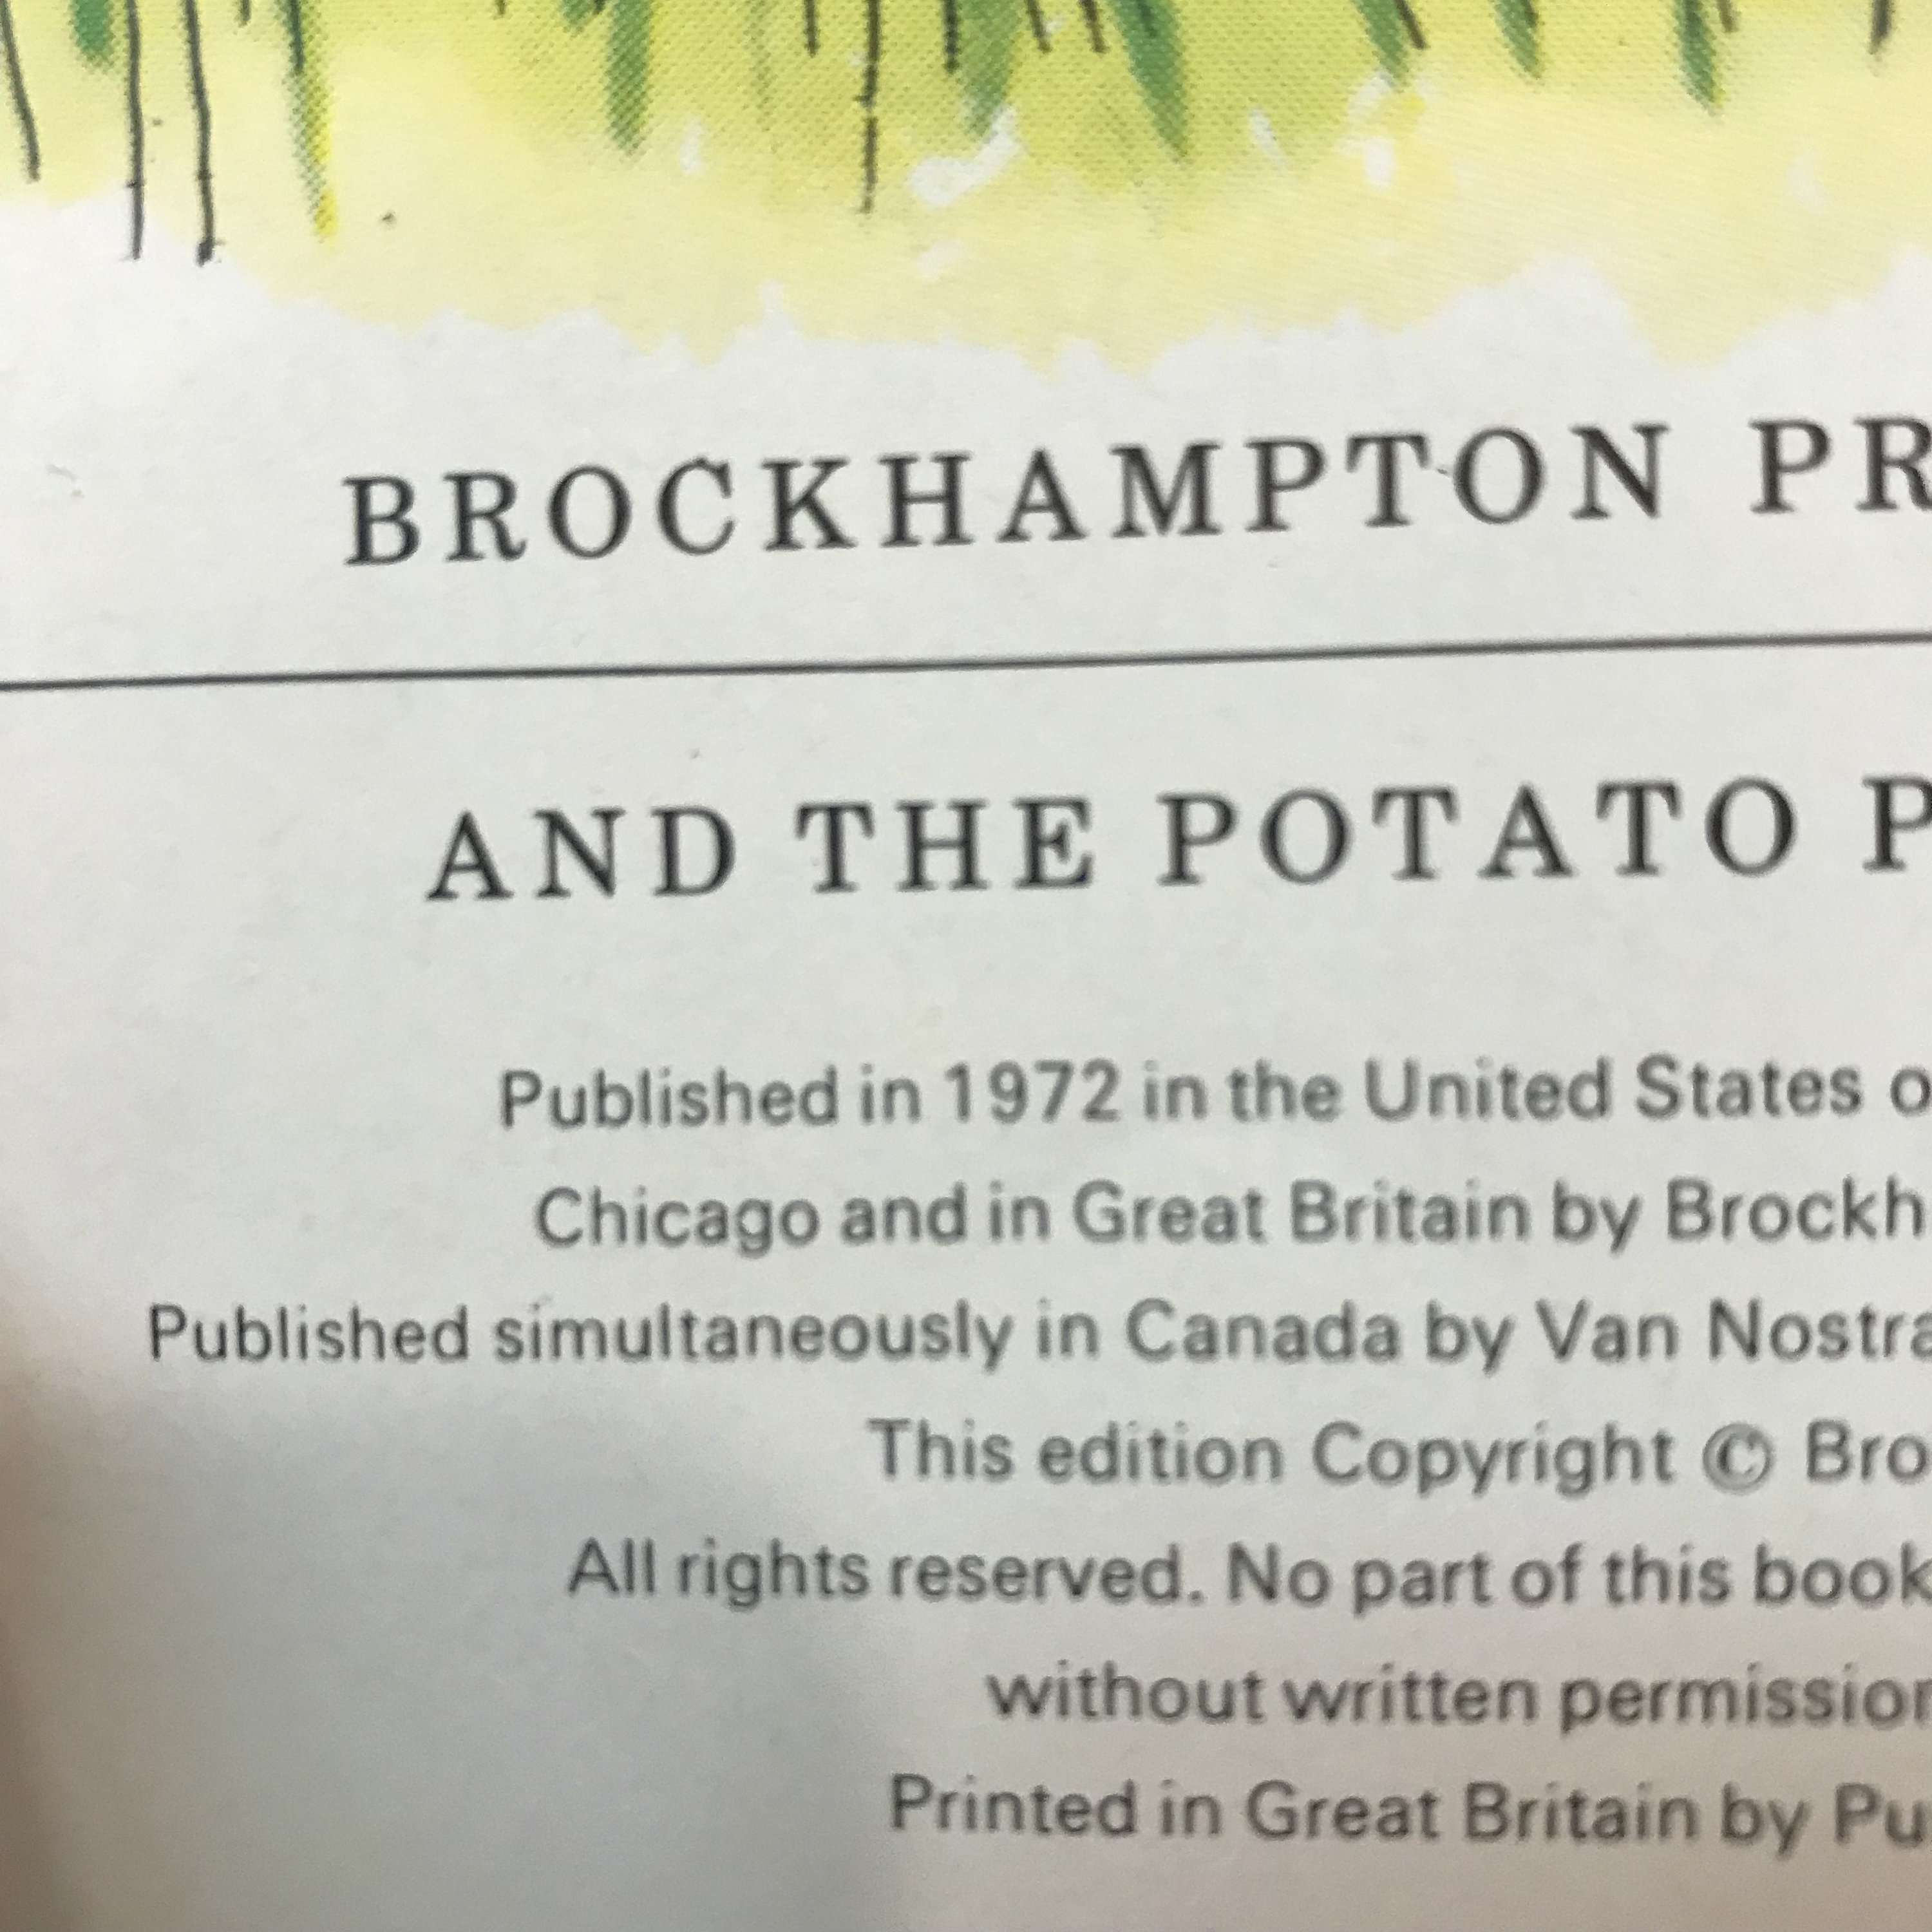 BROCKHAMPTON PR
AND THE POTATO P
Published in 1972 in the United States o
Chicago and in Great Britain by Brockh
Published simultaneously in Canada by Van Nostra
This edition Copyright © Bro
All rights reserved. No part of this book
without written permission
Printed in Great Britain by Pu